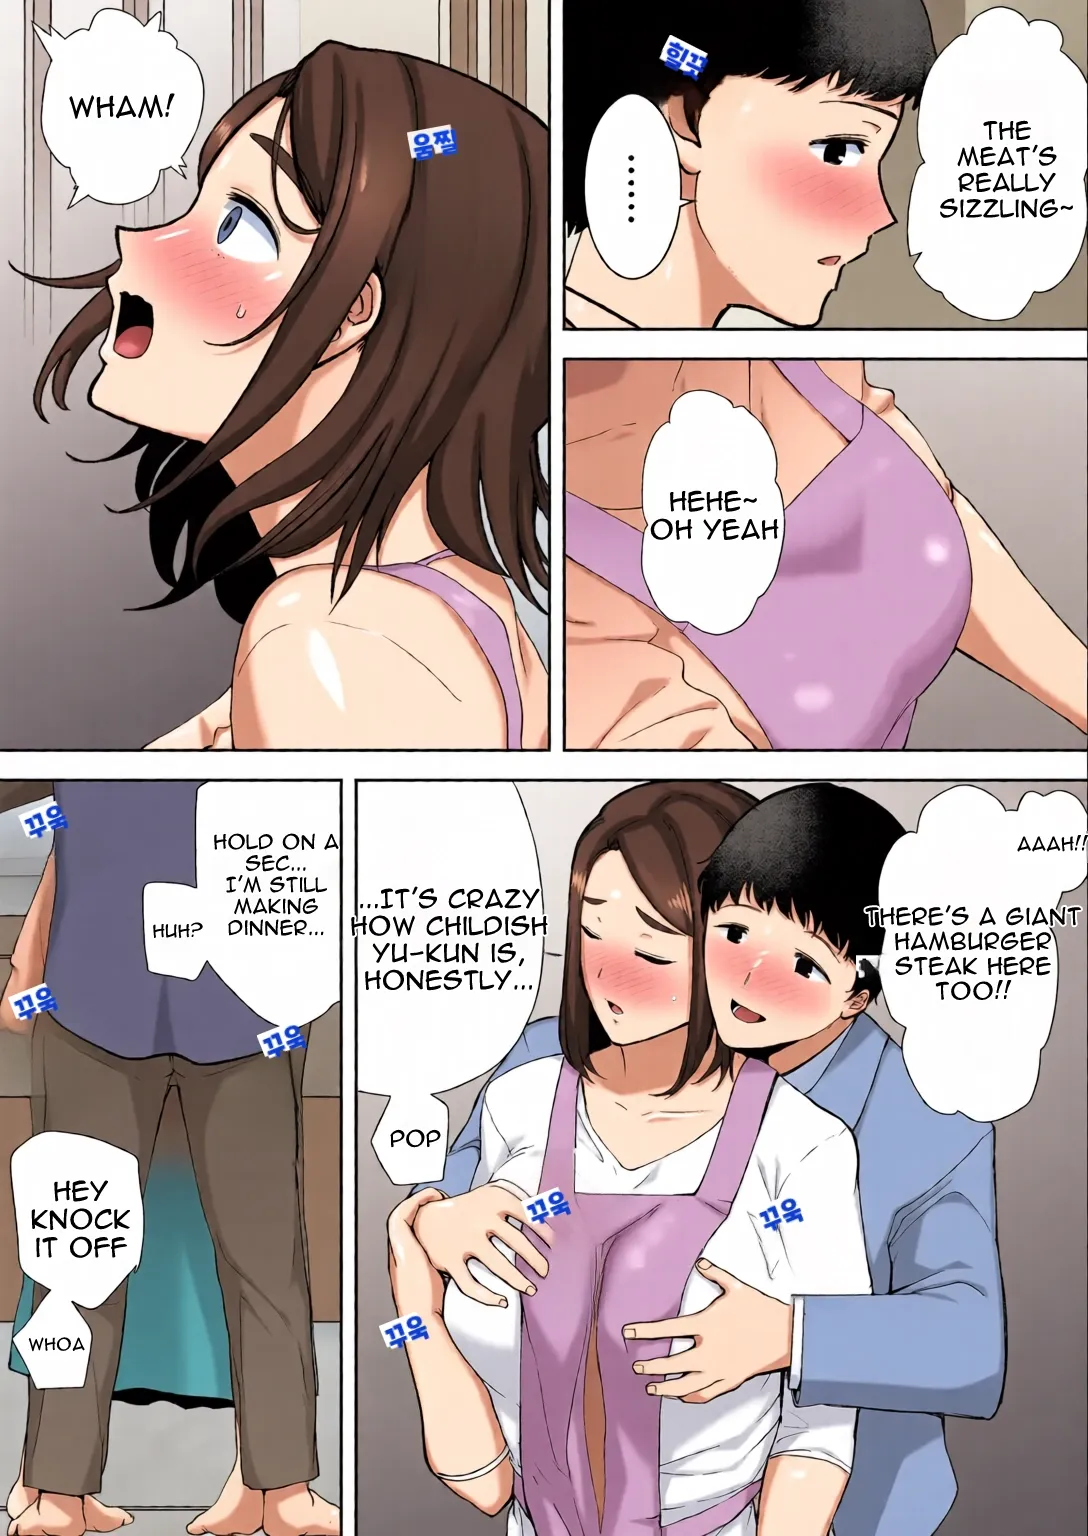 WHAM!
움찔
힐끗
......
THE
MEAT'S
REALLY
SIZZLING~
HEHE~
OH YEAH
꾸욱
HOLD ON A
SEC...
I'M STILL
MAKING
DINNER...
HUH?
꾸욱
꾸욱
HEY
KNOCK
IT OFF
WHOA
...IT'S CRAZY
HOW CHILDISH
YU-KUN IS,
HONESTLY...
POP
AAAH!!
THERE'S A GIANT
HAMBURGER
STEAK HERE
TOO!!
꾸욱
꾸욱
꾸욱